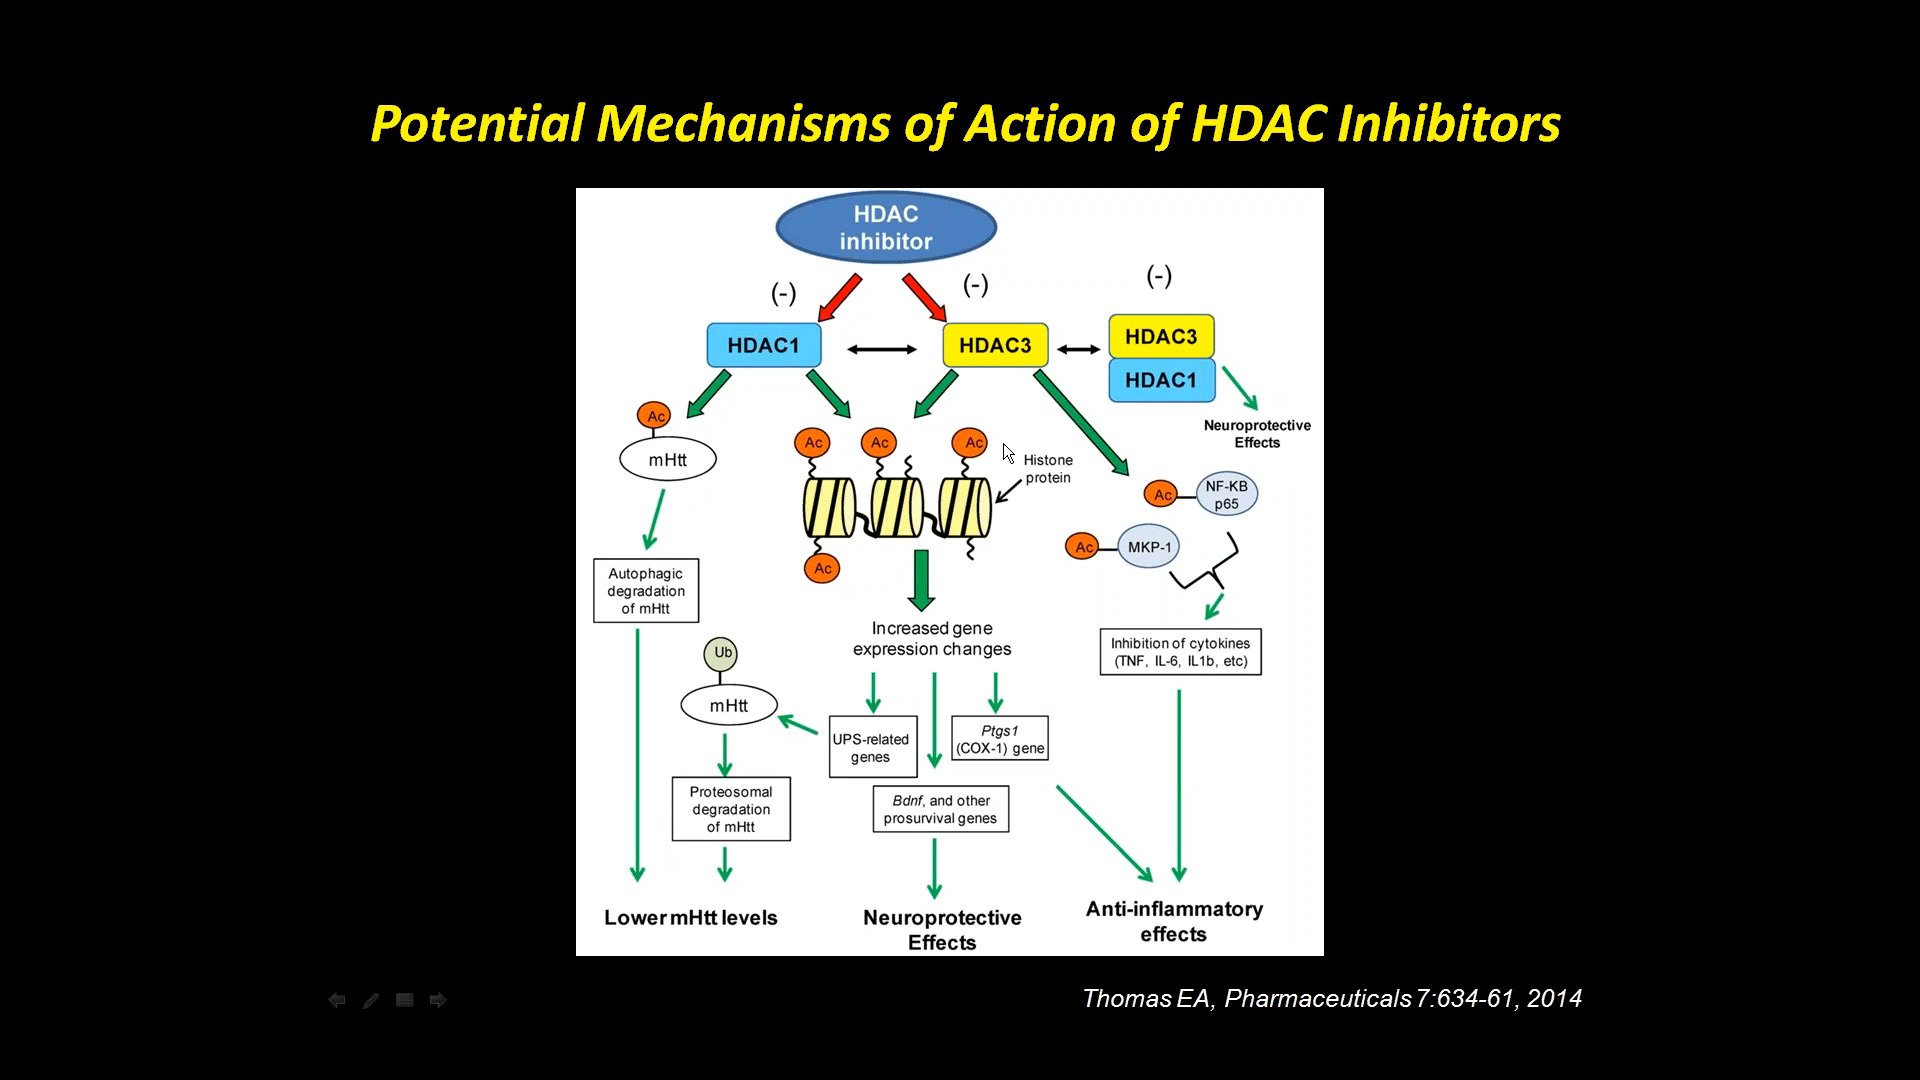 Potential Mechanisms of Action of HDAC Inhibitors
HDAC
inhibitor
(-)
(-)
(-)
HDAC1
HDAC3
HDAC3
HDAC1
Neuroprotective
Effects
Ac
mHtt
Ac
Ac
Ac
Ac
Histone
protein
Ac
NF-KB
p65
Ac
MKP-1
Autophagic
degradation
of mHtt
Increased gene
expression changes
Inhibition of cytokines
(TNF, IL-6, IL1b, etc)
Ub
mHtt
UPS-related
genes
Ptgs1
(COX-1) gene
Proteosomal
degradation
of mHtt
Bdnf, and other
prosurvival genes
Lower mHtt levels
Neuroprotective
Effects
Anti-inflammatory
effects
Thomas EA, Pharmaceuticals 7:634-61, 2014